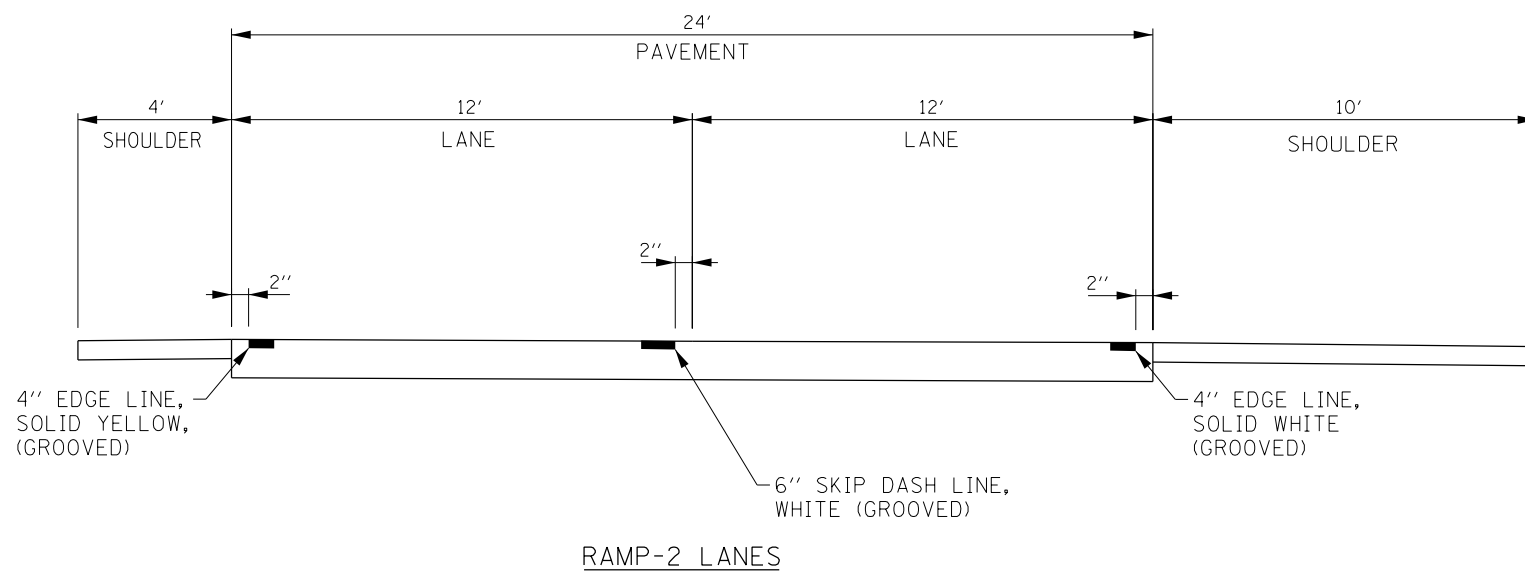 24'
PAVEMENT
4'
12'
12'
10'
SHOULDER
LANE
LANE
SHOULDER
2''
2''
2''
4'' EDGE LINE,
SOLID YELLOW,
(GROOVED)
4'' EDGE LINE,
SOLID WHITE
(GROOVED)
6'' SKIP DASH LINE,
WHITE (GROOVED)
RAMP-2 LANES